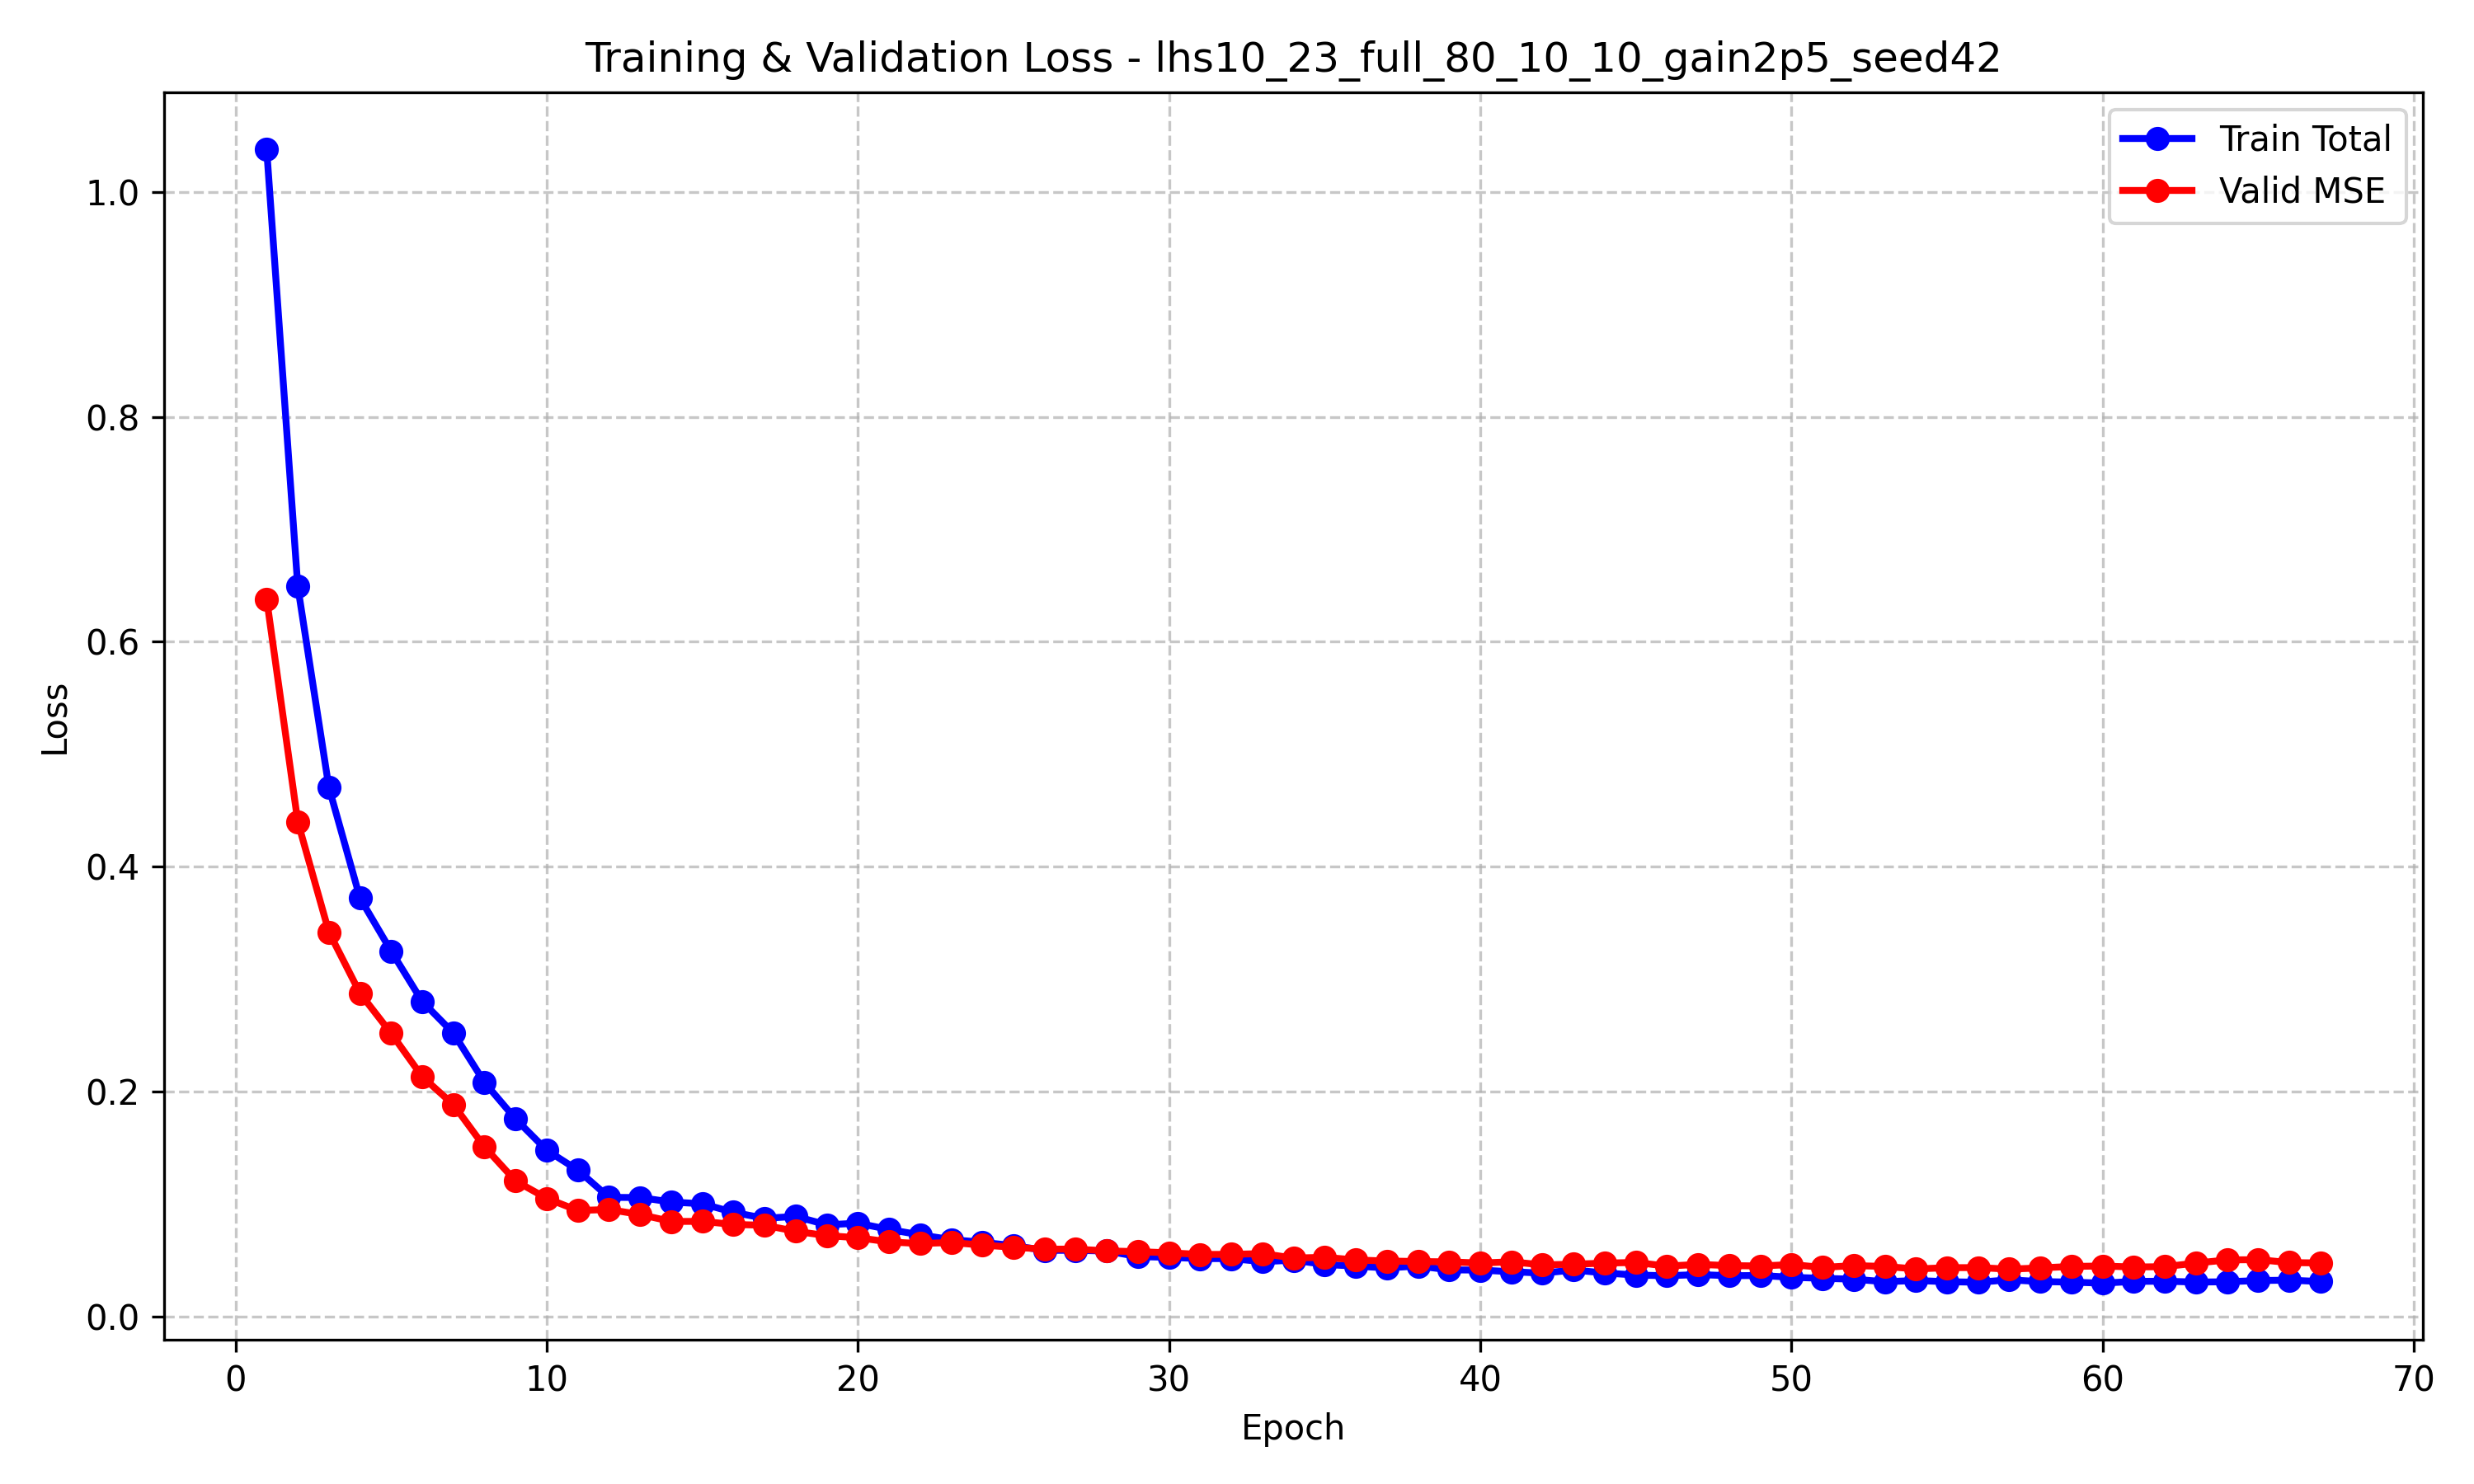 Training & Validation Loss - lhs10_23_full_80_10_10_gain2p5_seed42
Train Total
Valid MSE
1.0
0.8
0.6
0.4
0.2
0.0
Loss
0 10 20 30 40 50 60 70
Epoch